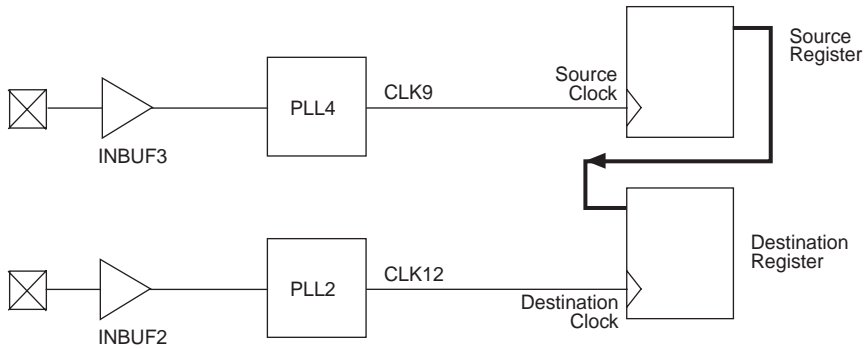 Source
Register
Source
Clock
CLK9
PLL4
INBUF3
Destination
Register
CLK12
PLL2
Destination
Clock
INBUF2